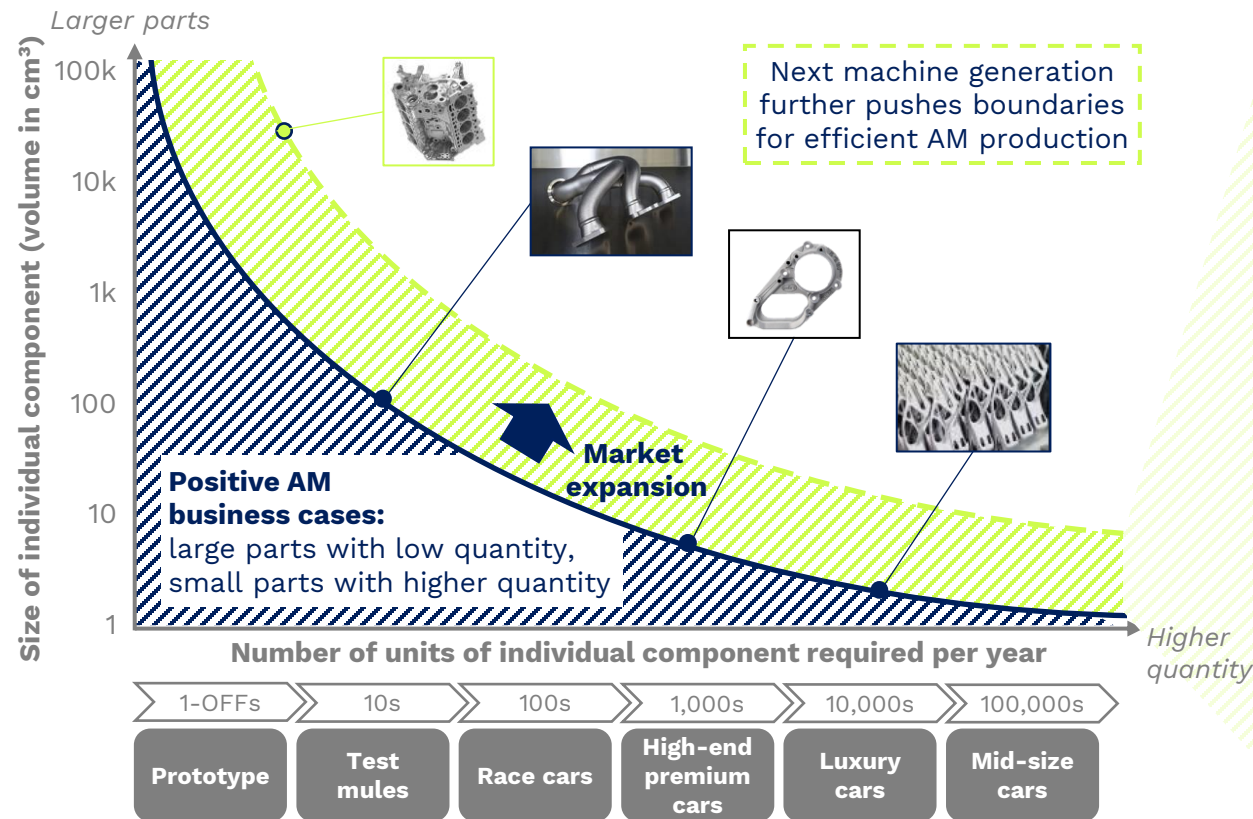 Larger parts
Size of individual component (volume in cm³)
100k
10k
1k
100
10
1
Next machine generation
further pushes boundaries
for efficient AM production
Market
expansion
Positive AM
business cases:
large parts with low quantity,
small parts with higher quantity
Higher
quantity
Number of units of individual component required per year
1-OFFs
10s
100s
1,000s
10,000s
100,000s
Prototype
Test
mules
Race cars
High-end
premium
cars
Luxury
cars
Mid-size
cars